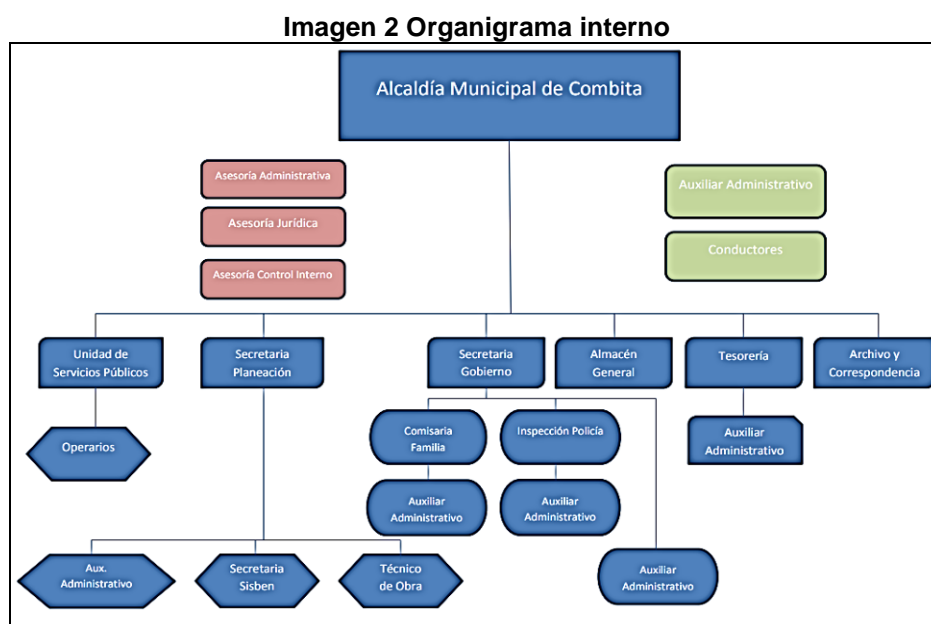 Imagen 2 Organigrama interno
Alcaldía Municipal de Combita
Asesoría Administrativa
Asesoría Jurídica
Asesoría Control Interno
Auxiliar Administrativo
Conductores
Unidad de
Servicios Públicos
Secretaria
Planeación
Secretaria
Gobierno
Almacén
General
Tesorería
Archivo y
Correspondencia
Operarios
Comisaria
Familia
Inspección Policía
Auxiliar
Administrativo
Auxiliar
Administrativo
Auxiliar
Administrativo
Aux.
Administrativo
Secretaria
Sisben
Técnico
de Obra
Auxiliar
Administrativo